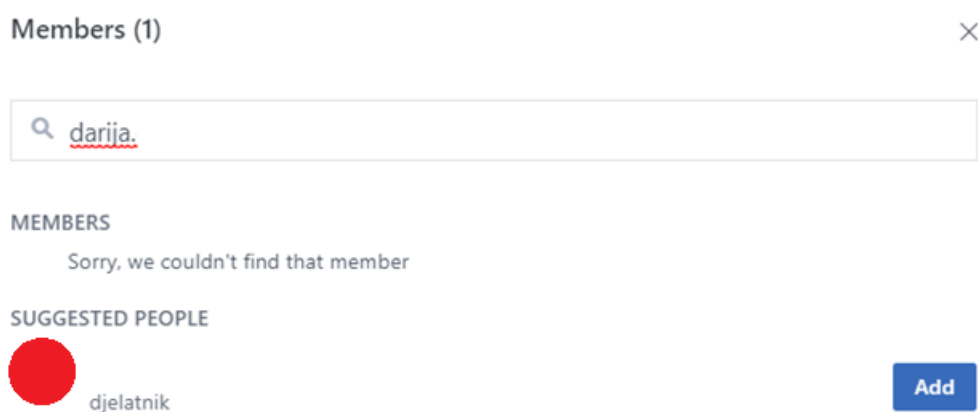 Members (1)
darija.
MEMBERS
Sorry, we couldn't find that member
SUGGESTED PEOPLE
Add
djelatnik